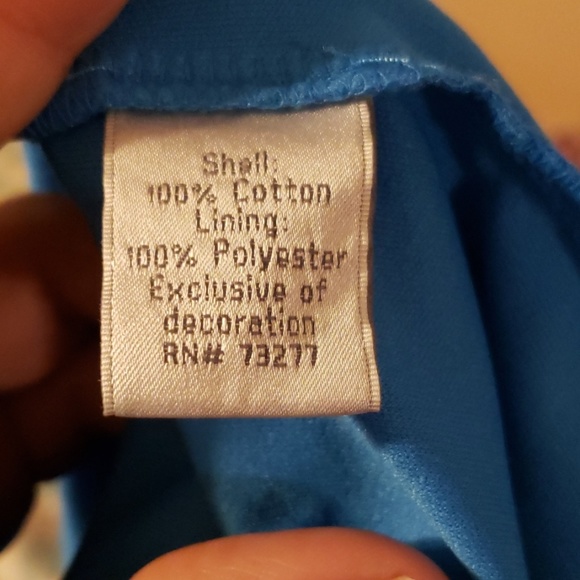 Shell:
100% Cotton
Lining:
100% Polyester
Exclusive of
decoration
RN# 73277